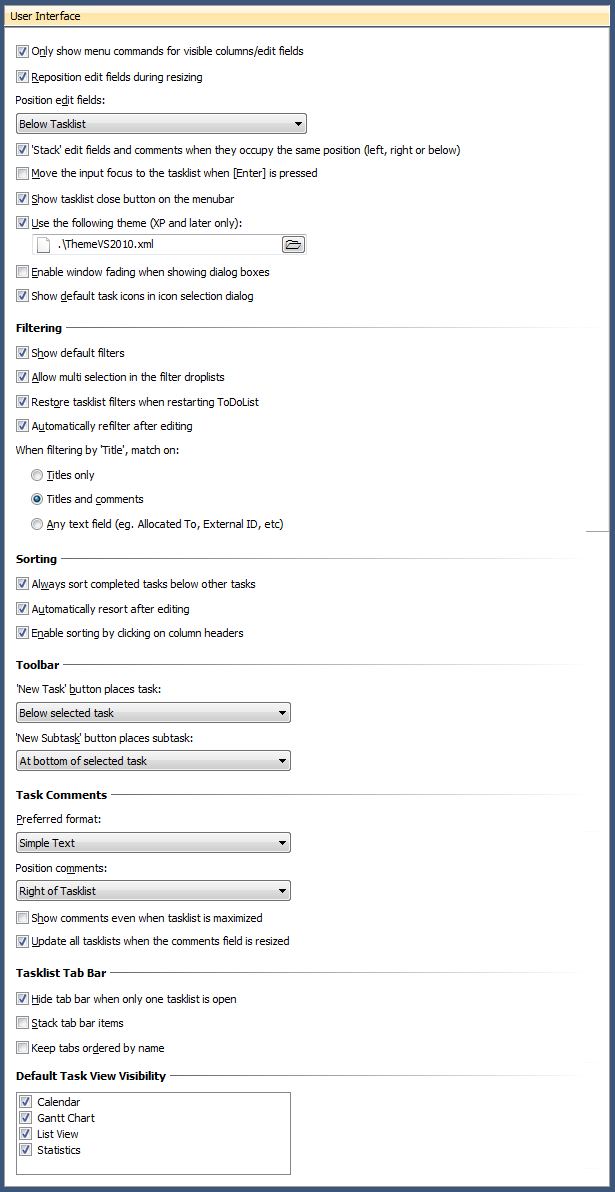 User Interface
Only show menu commands for visible columns/edit fields
Reposition edit fields during resizing
Position edit fields:
Below Tasklist
'Stack' edit fields and comments when they occupy the same position (left, right or below)
Move the input focus to the tasklist when [Enter] is pressed
Show tasklist close button on the menubar
Use the following theme (XP and later only):
.\ThemeVS2010.xml
Enable window fading when showing dialog boxes
Show default task icons in icon selection dialog
Filtering
Show default filters
Allow multi selection in the filter droplists
Restore tasklist filters when restarting ToDoList
Automatically refilter after editing
When filtering by 'Title', match on:
Titles only
Titles and comments
Any text field (eg. Allocated To, External ID, etc)
Sorting
Always sort completed tasks below other tasks
Automatically resort after editing
Enable sorting by clicking on column headers
Toolbar
'New Task' button places task:
Below selected task
'New Subtask' button places subtask:
At bottom of selected task
Task Comments
Preferred format:
Simple Text
Position comments:
Right of Tasklist
Show comments even when tasklist is maximized
Update all tasklists when the comments field is resized
Tasklist Tab Bar
Hide tab bar when only one tasklist is open
Stack tab bar items
Keep tabs ordered by name
Default Task View Visibility
Calendar
Gantt Chart
List View
Statistics